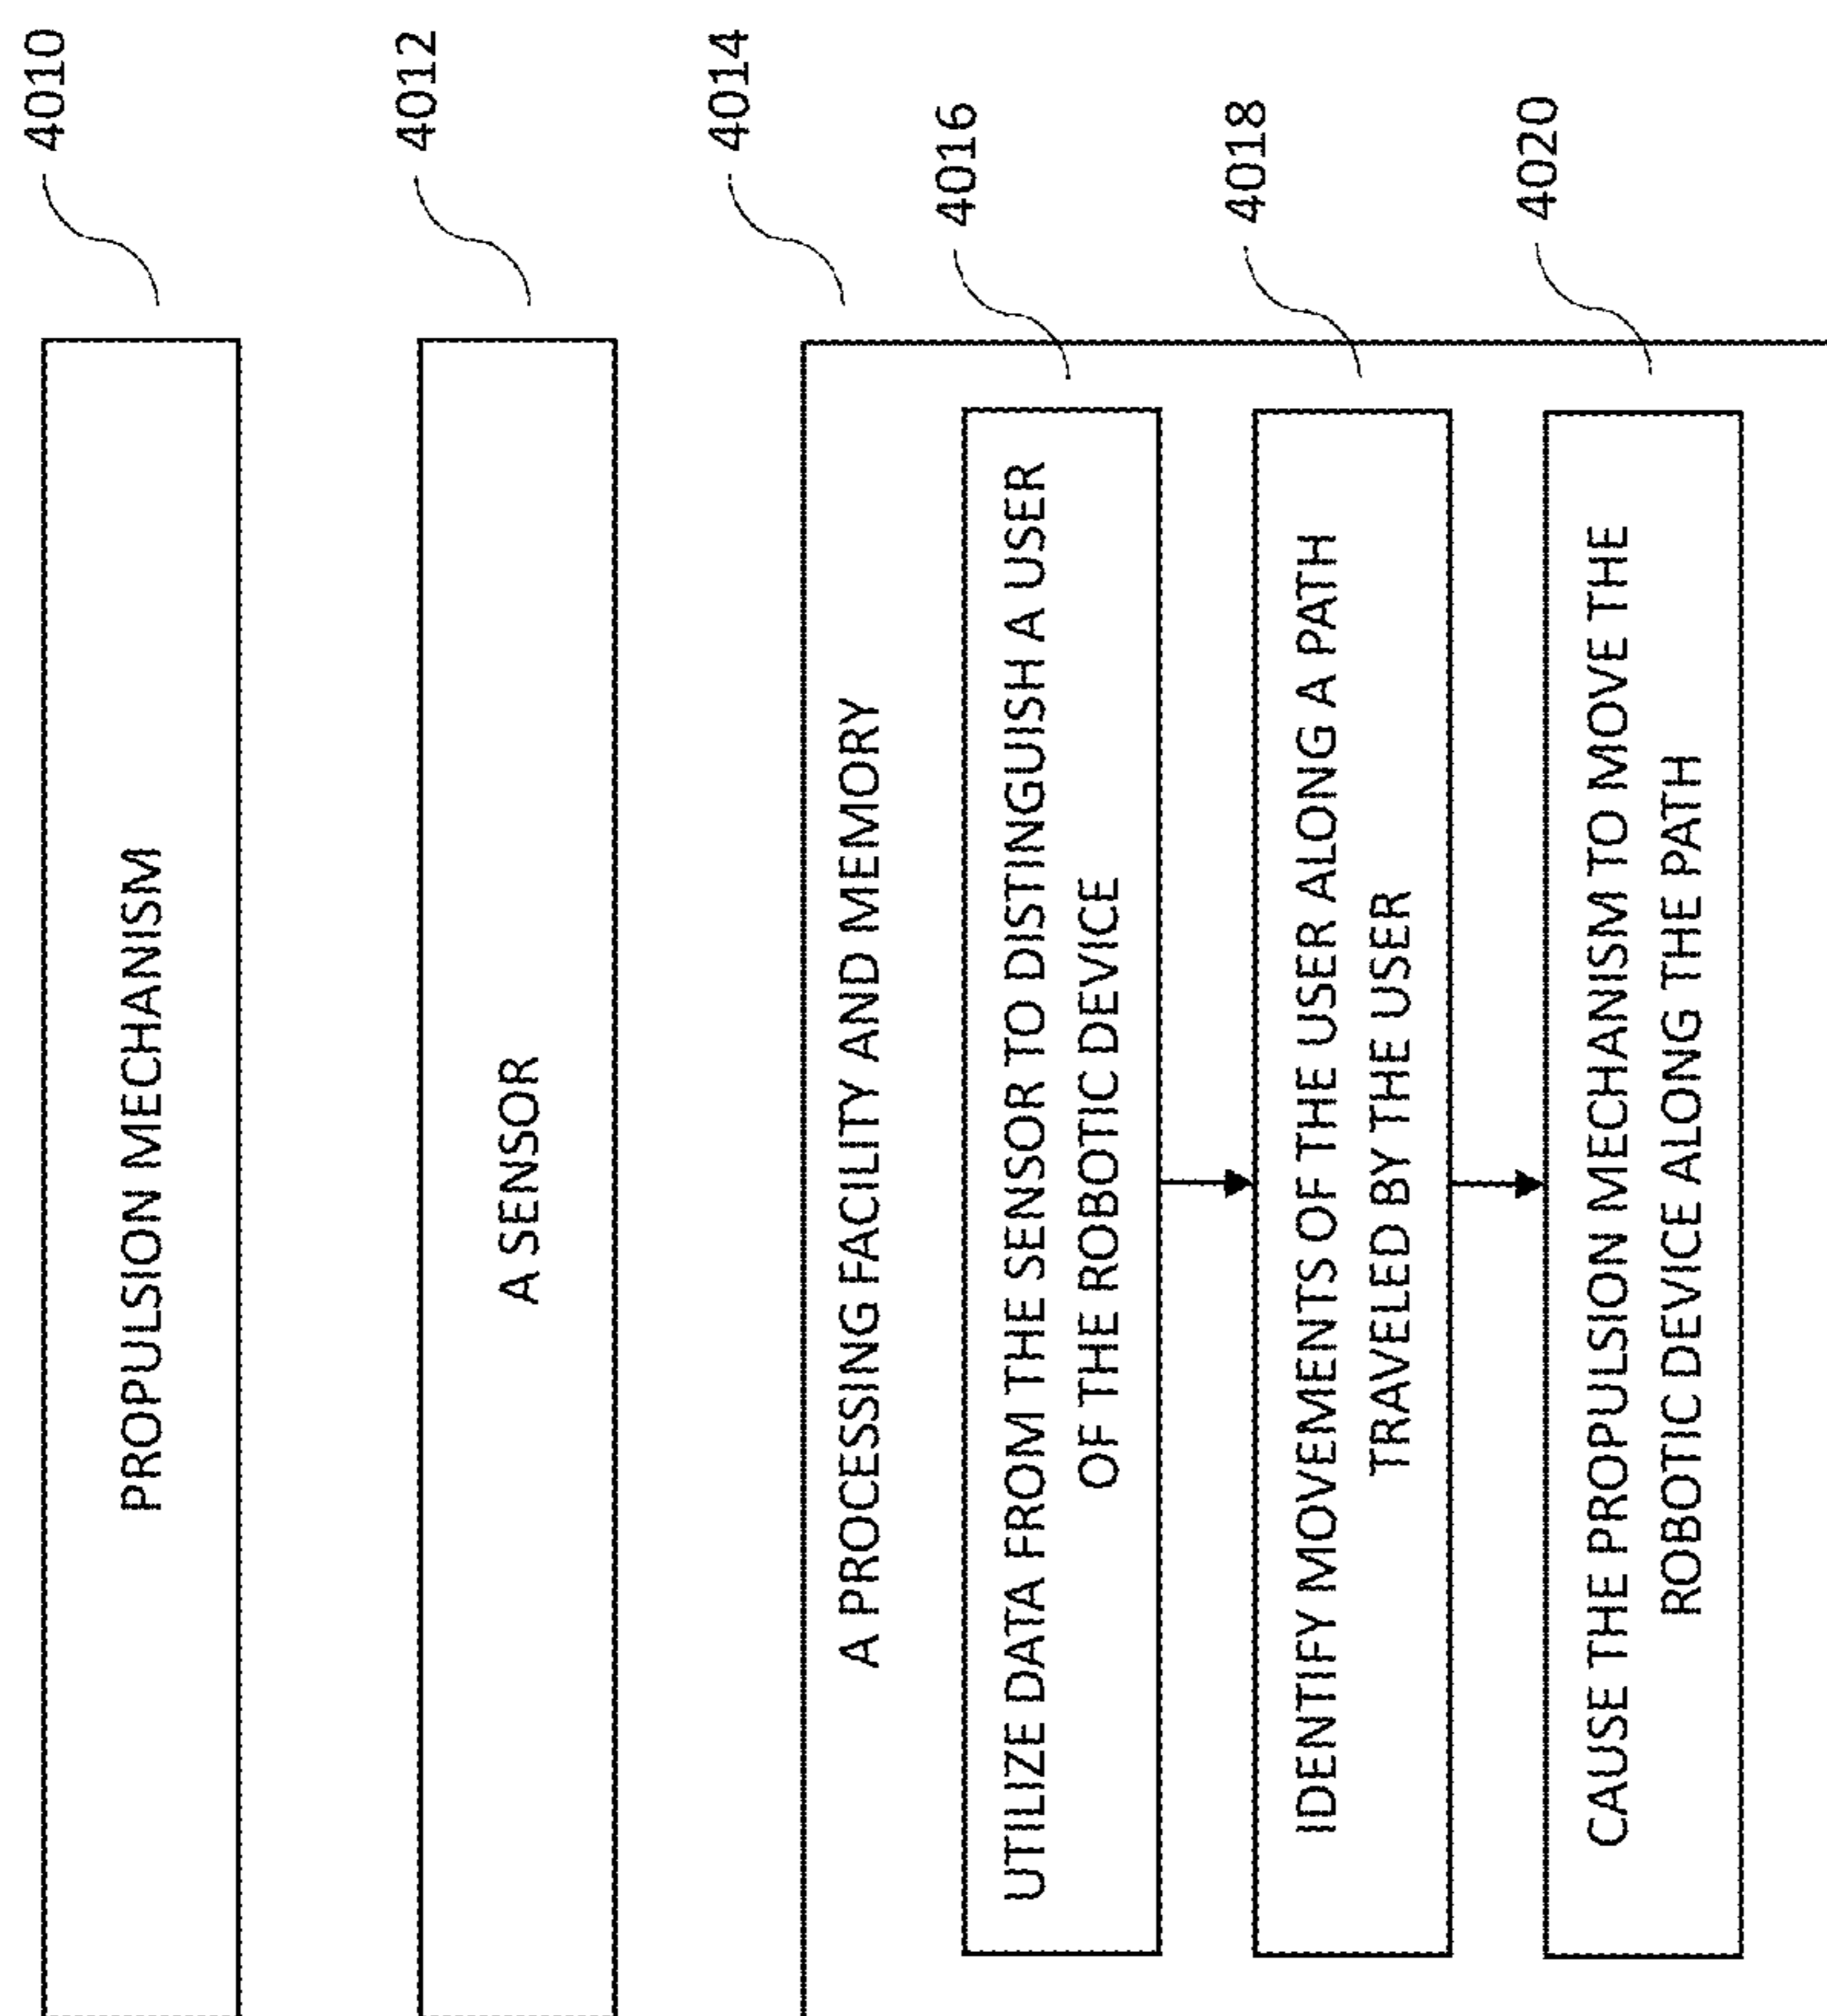 4010
PROPULSION MECHANISM
4012
A SENSOR
4014
A PROCESSING FACILITY AND MEMORY
4016
UTILIZE DATA FROM THE SENSOR TO DISTINGUISH A USER
OF THE ROBOTIC DEVICE
4018
IDENTIFY MOVEMENTS OF THE USER ALONG A PATH
TRAVELED BY THE USER
4020
CAUSE THE PROPULSION MECHANISM TO MOVE THE
ROBOTIC DEVICE ALONG THE PATH